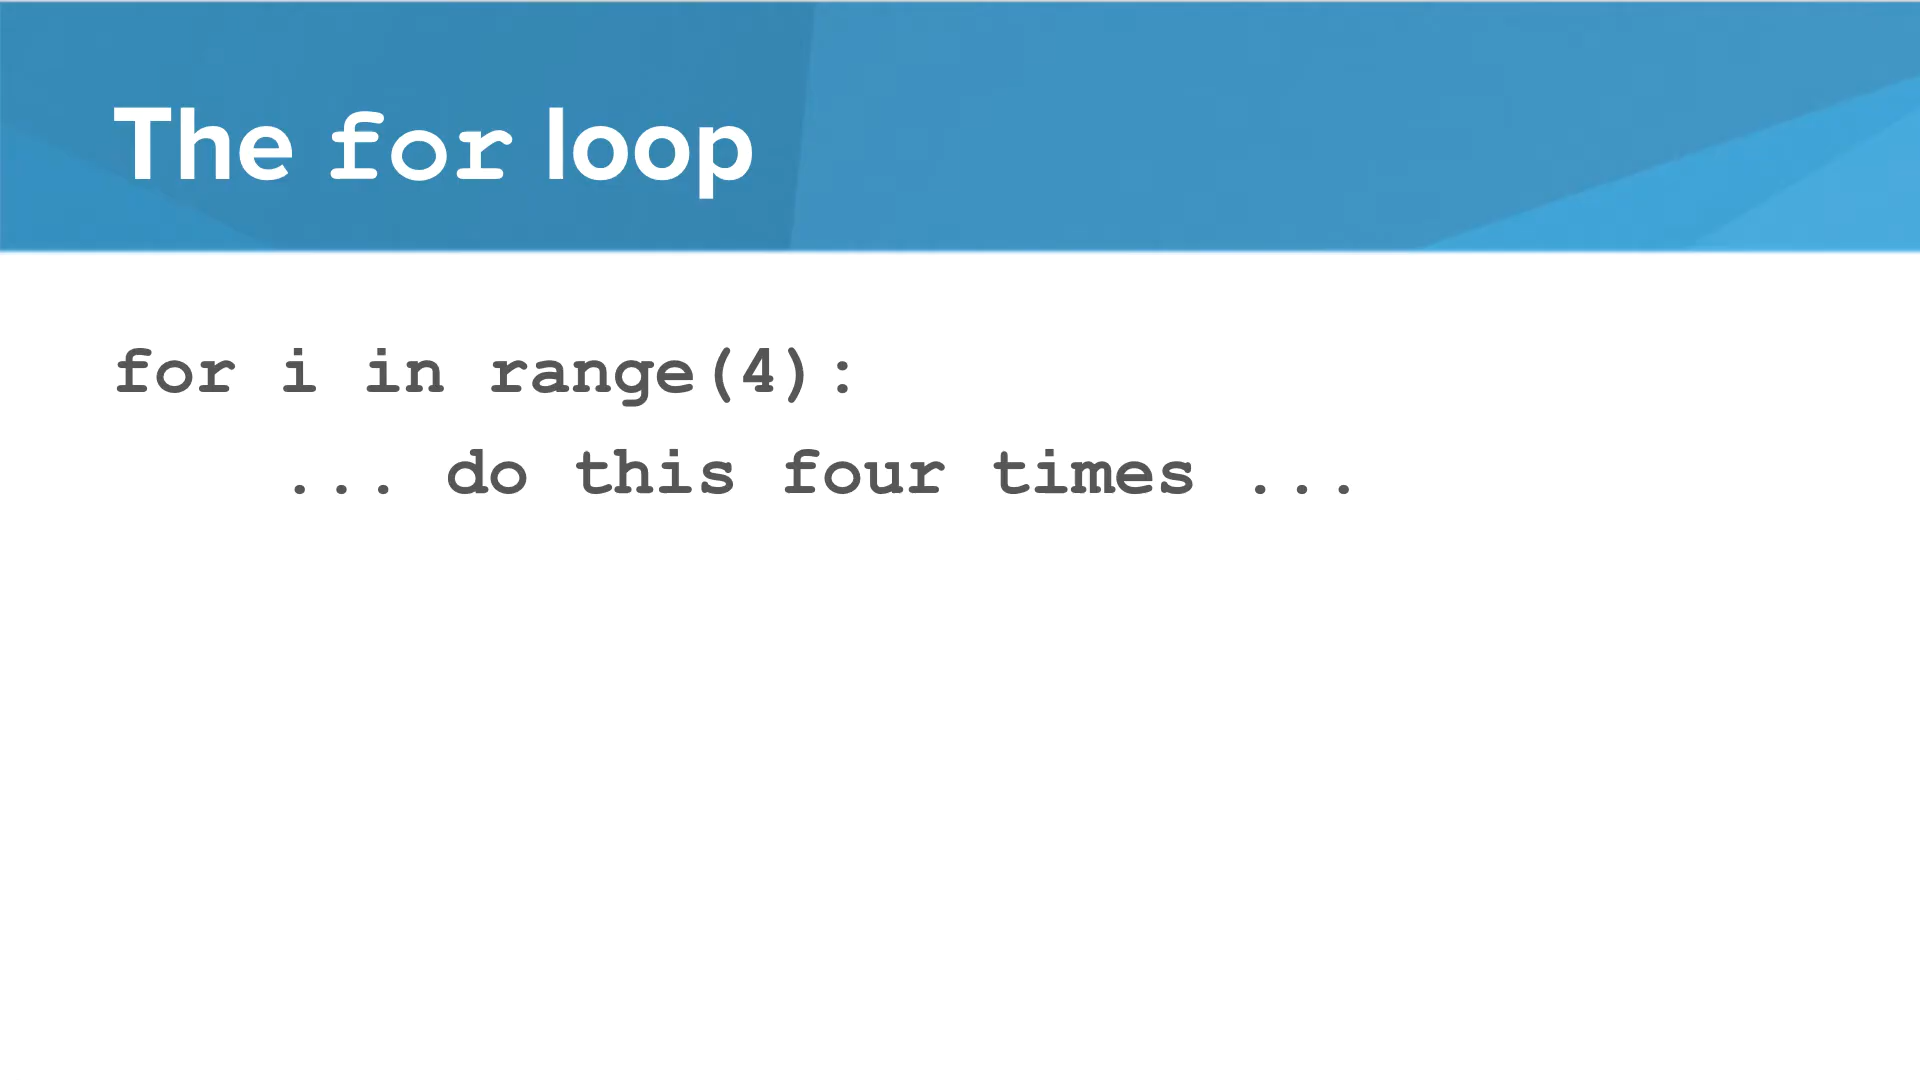 The for loop
for i in range(4):
    ... do this four times ...